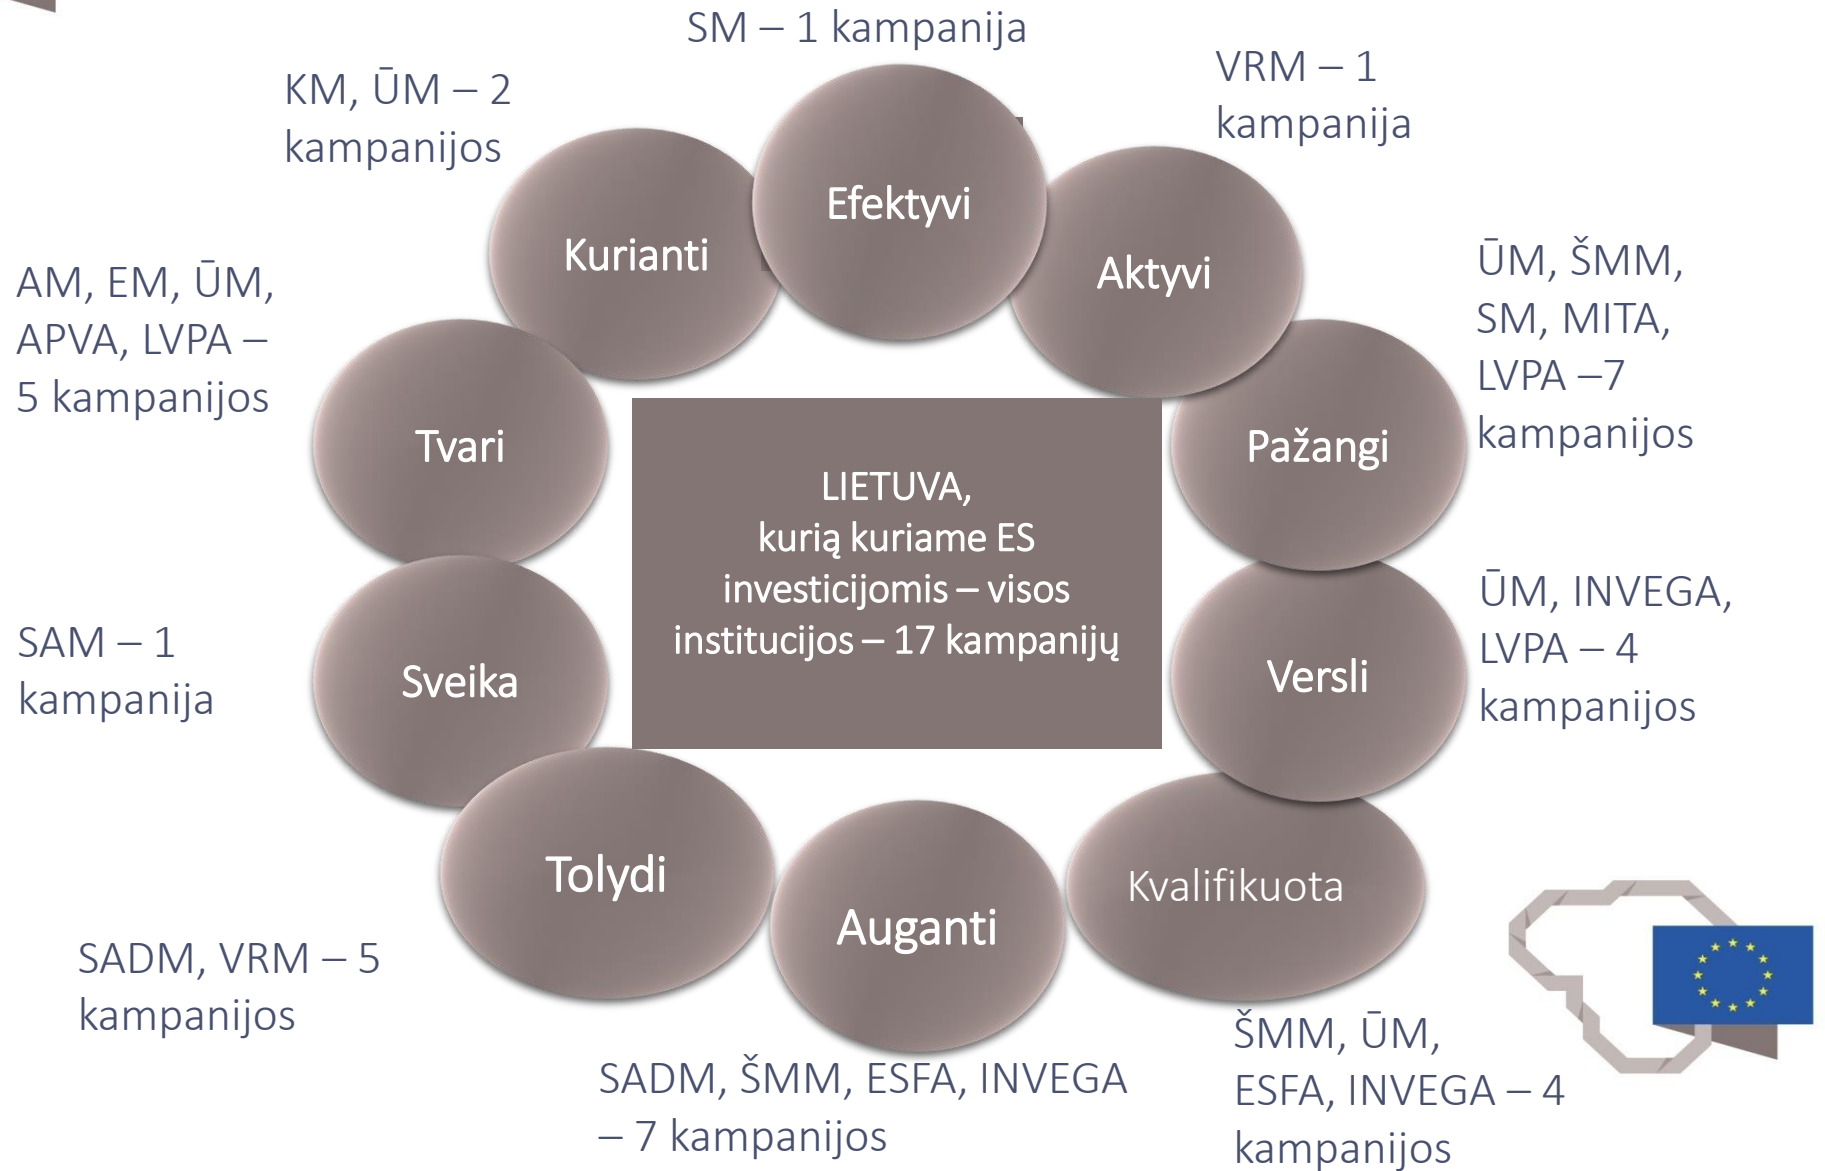 SM – 1 kampanija
KM, ŪM – 2
kampanijos
VRM – 1
kampanija
Efektyvi
Kurianti
Aktyvi
AM, EM, ŪM,
APVA, LVPA –
5 kampanijos
ŪM, ŠMM,
SM, MITA,
LVPA –7
kampanijos
Tvari
Pažangi
LIETUVA,
kurią kuriame ES
investicijomis – visos
institucijos – 17 kampanijų
SAM – 1
kampanija
Sveika
Versli
ŪM, INVEGA,
LVPA – 4
kampanijos
Tolydi
Auganti
Kvalifikuota
SADM, VRM – 5
kampanijos
SADM, ŠMM, ESFA, INVEGA
– 7 kampanijos
ŠMM, ŪM,
ESFA, INVEGA – 4
kampanijos